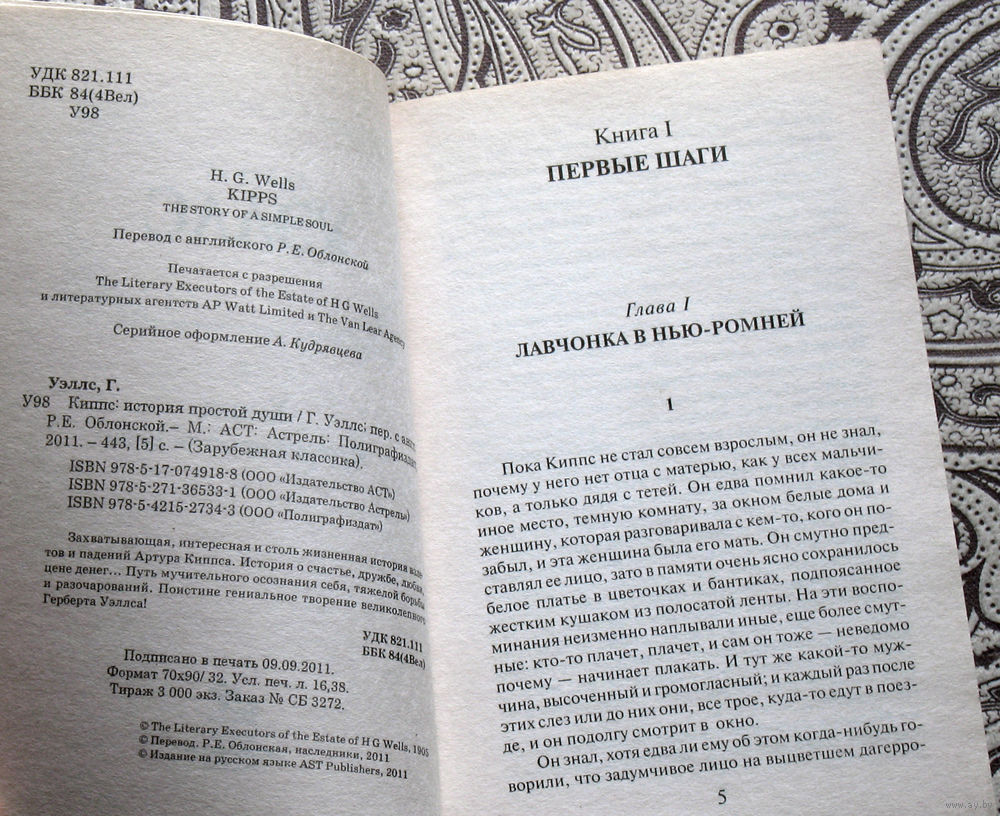 УДК 821.111
ББК 84(4Вел)
У98
H. G. Wells
KIPPS
THE STORY OF A SIMPLE SOUL
Перевод с английского Р. Е. Облонской
Печатается с разрешения
The Literary Executors of the Estate of H G Wells
и литературных агентств AP Watt Limited и The Van Lear Agency
Серийное оформление А. Кудрявцева
Уэллс, Г.
У98 Киппс: история простой души / Г. Уэллс; пер. с англ.
Р.Е. Облонской.– М.: АСТ: Астрель: Полиграфиздат,
2011. – 443, [5] с. – (Зарубежная классика).
ISBN 978-5-17-074918-8 (ООО «Издательство АСТ»)
ISBN 978-5-271-36533-1 (ООО «Издательство Астрель»)
ISBN 978-5-4215-2734-3 (ООО «Полиграфиздат»)
Захватывающая, интересная и столь жизненная история взле-
тов и падений Артура Киппса. История о счастье, дружбе, любви,
цене денег... Путь мучительного осознания себя, тяжелой борьбы
и разочарований. Поистине гениальное творение великолепного
Герберта Уэллса!
УДК 821.111
ББК 84(4Вел)
Подписано в печать 09.09.2011.
Формат 70x90/ 32. Усл. печ. л. 16,38.
Тираж 3 000 экз. Заказ № СБ 3272.
© The Literary Executors of the Estate of H G Wells, 1905
© Перевод. Р.Е. Облонская, наследники, 2011
© Издание на русском языке AST Publishers, 2011
Книга I
ПЕРВЫЕ ШАГИ
Глава I
ЛАВЧОНКА В НЬЮ-РОМНЕЙ
1
Пока Киппс не стал совсем взрослым, он не знал,
почему у него нет отца с матерью, как у всех мальчи-
ков, а только дядя с тетей. Он едва помнил какое-то
иное место, темную комнату, за окном белые дома и
женщину, которая разговаривала с кем-то, кого он по-
забыл, и эта женщина была его мать. Он смутно пред-
ставлял ее лицо, зато в памяти очень ясно сохранилось
белое платье в цветочках и бантиках, подпоясанное
жестким кушаком из полосатой ленты. На эти воспо-
минания неизменно наплывали иные, еще более смут-
ные: кто-то плачет, плачет, и сам он тоже — неведомо
почему — начинает плакать. И тут же какой-то муж-
чина, высоченный и громогласный; и каждый раз после
этих слез или до них они, все трое, куда-то едут в поез-
де, и он подолгу смотрит в окно.
Он знал, хотя едва ли ему об этом когда-нибудь го-
ворили, что задумчивое лицо на выцветшем дагерро-
5
www.ay.by